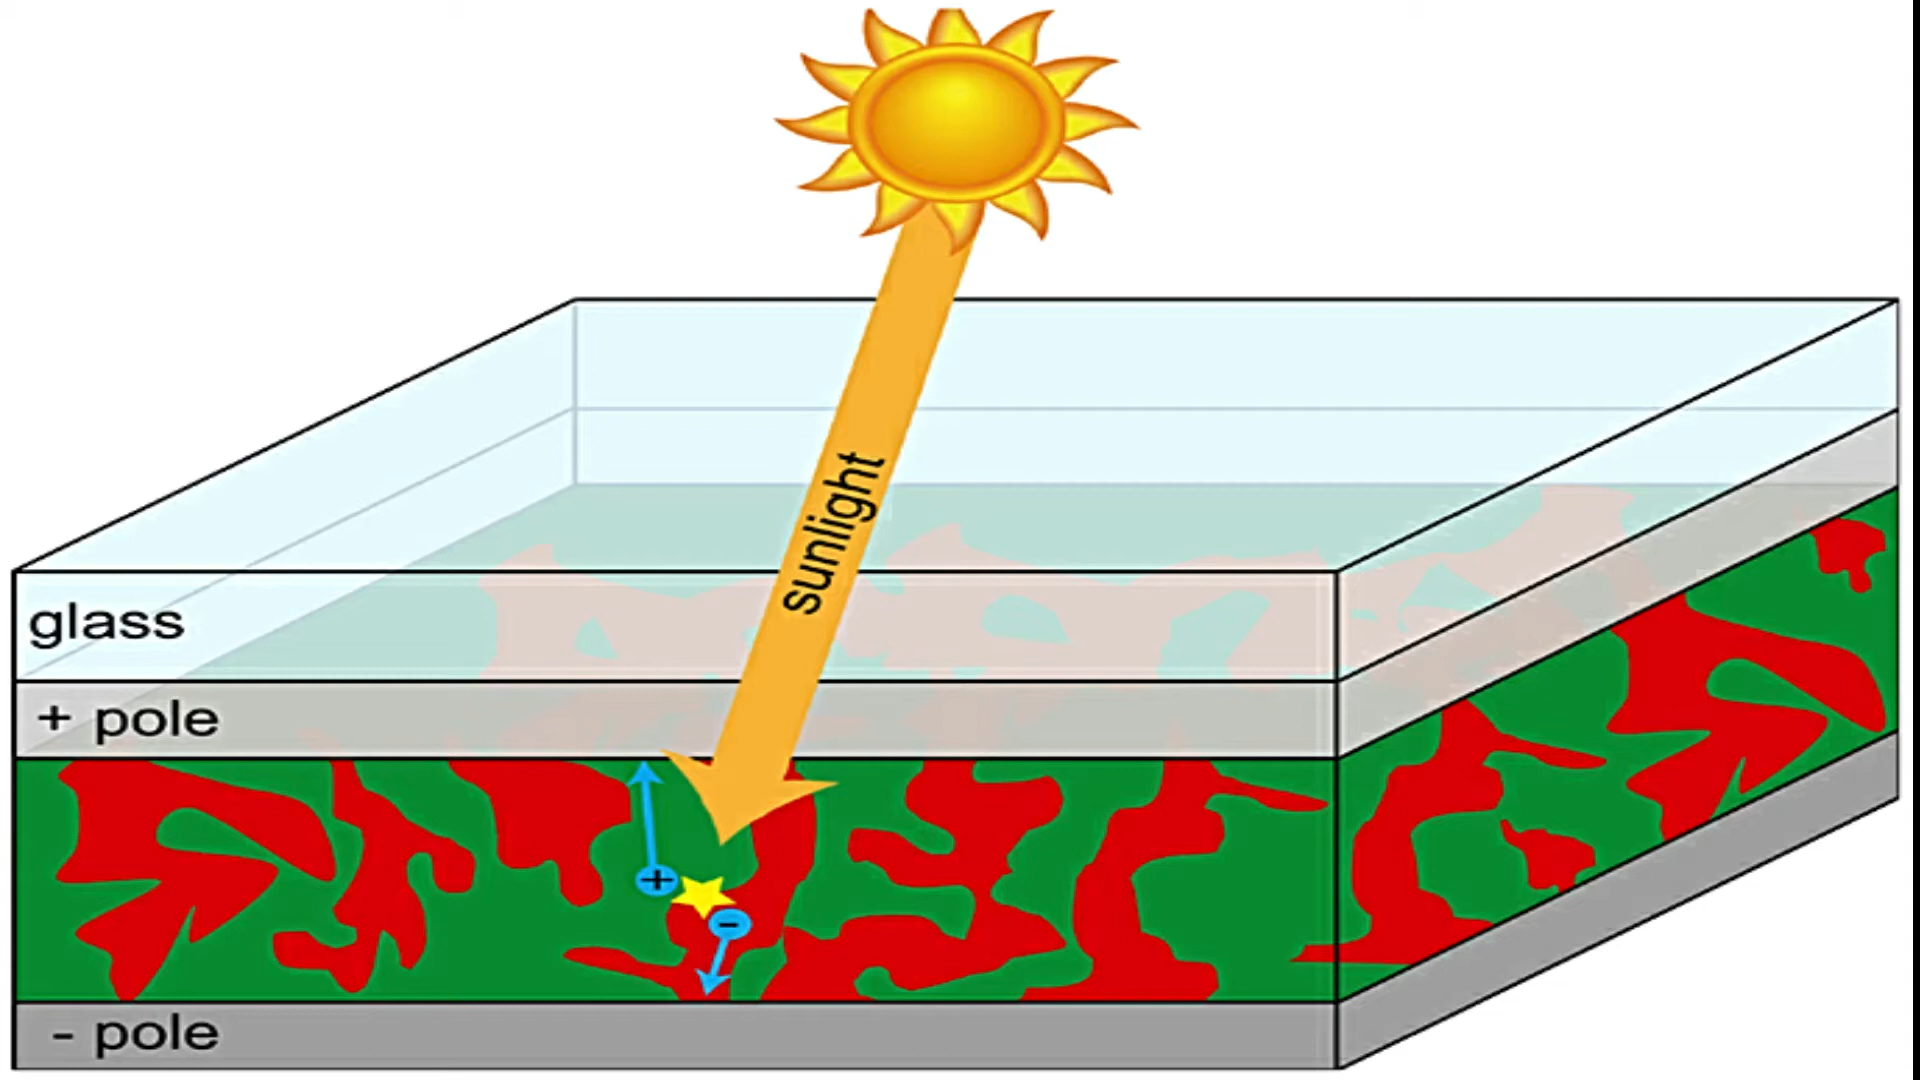 sunlight
glass
+ pole
+
-
- pole